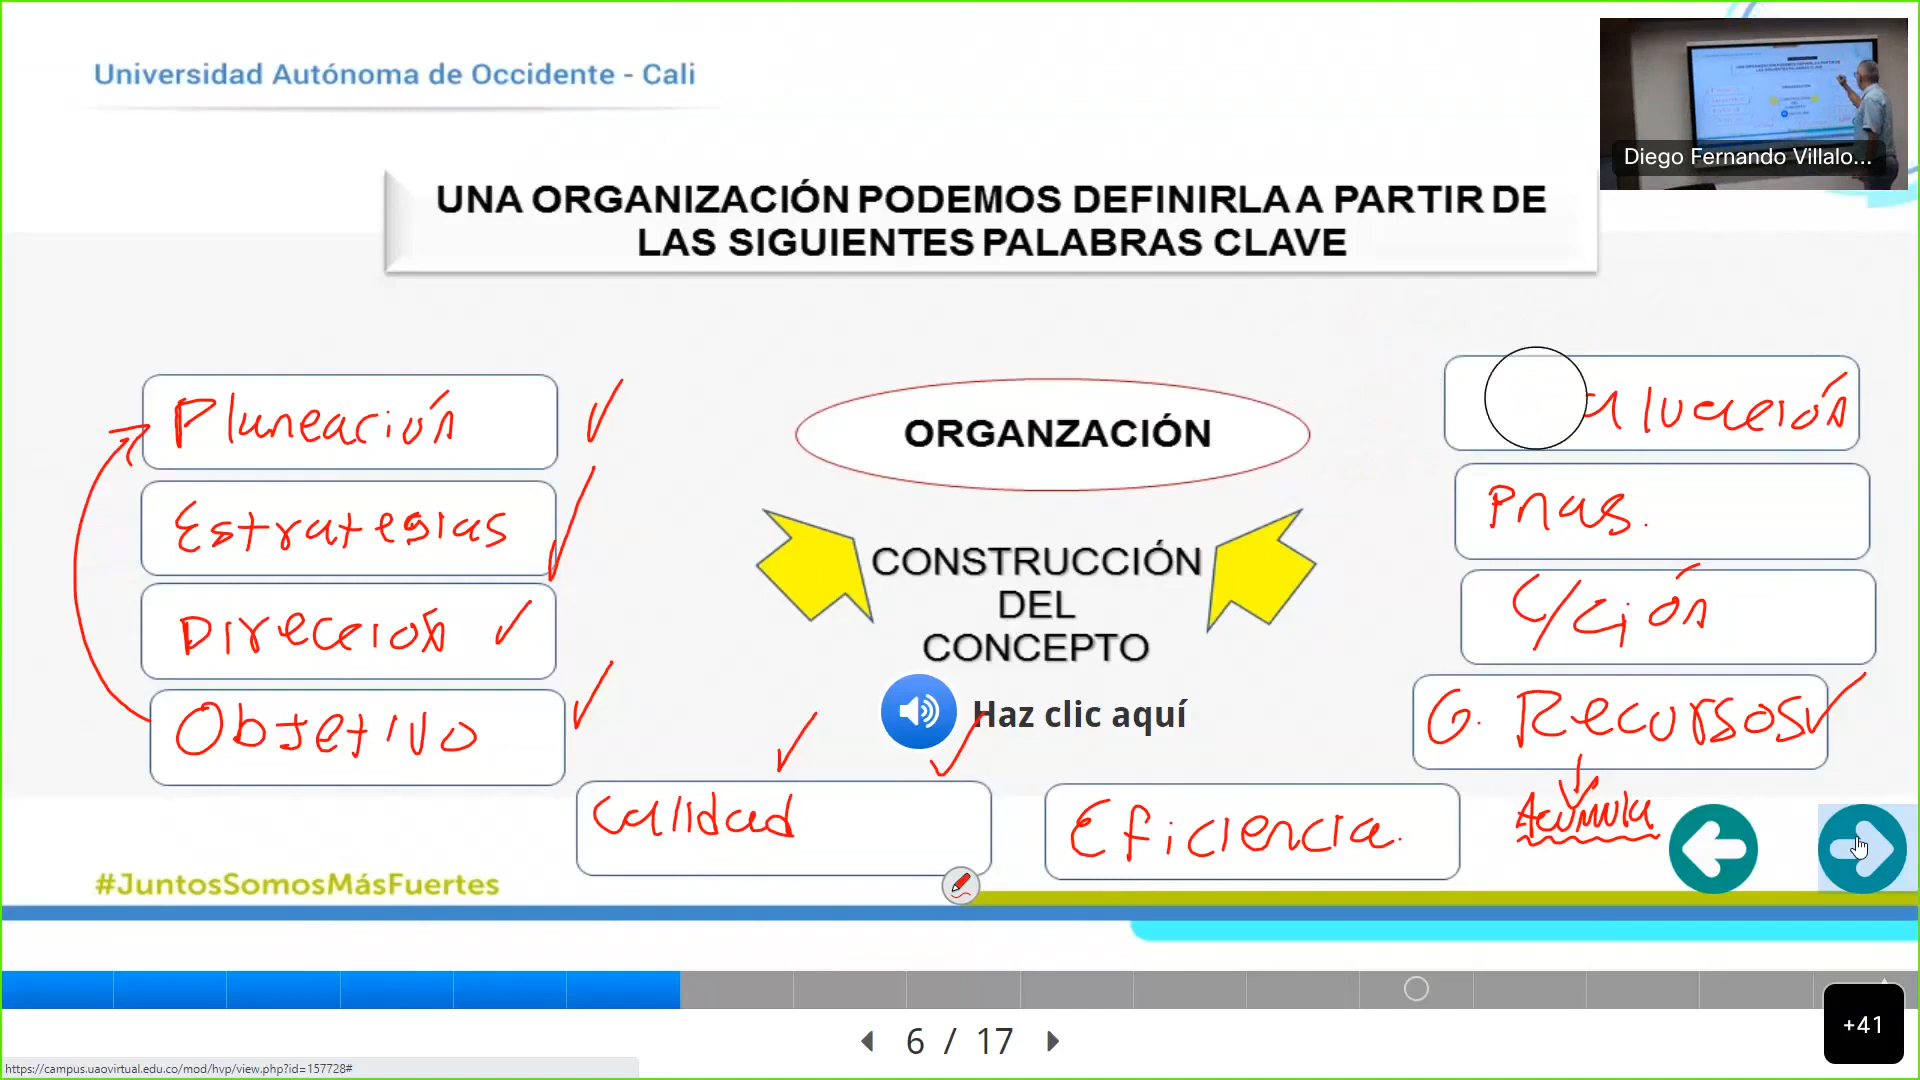 Universidad Autónoma de Occidente - Cali
Diego Fernando Villalo...
UNA ORGANIZACIÓN PODEMOS DEFINIRLA A PARTIR DE
LAS SIGUIENTES PALABRAS CLAVE
Planeación
Estrategias
Dirección
Objetivo
ORGANZACIÓN
CONSTRUCCIÓN
DEL
CONCEPTO
Haz clic aquí
aluación
Pnas.
C/ción
G. Recursos
Acumula
Calidad
Eficiencia.
#JuntosSomosMásFuertes
6 / 17
+41
https://campus.uaovirtual.edu.co/mod/hvp/view.php?id=157728#